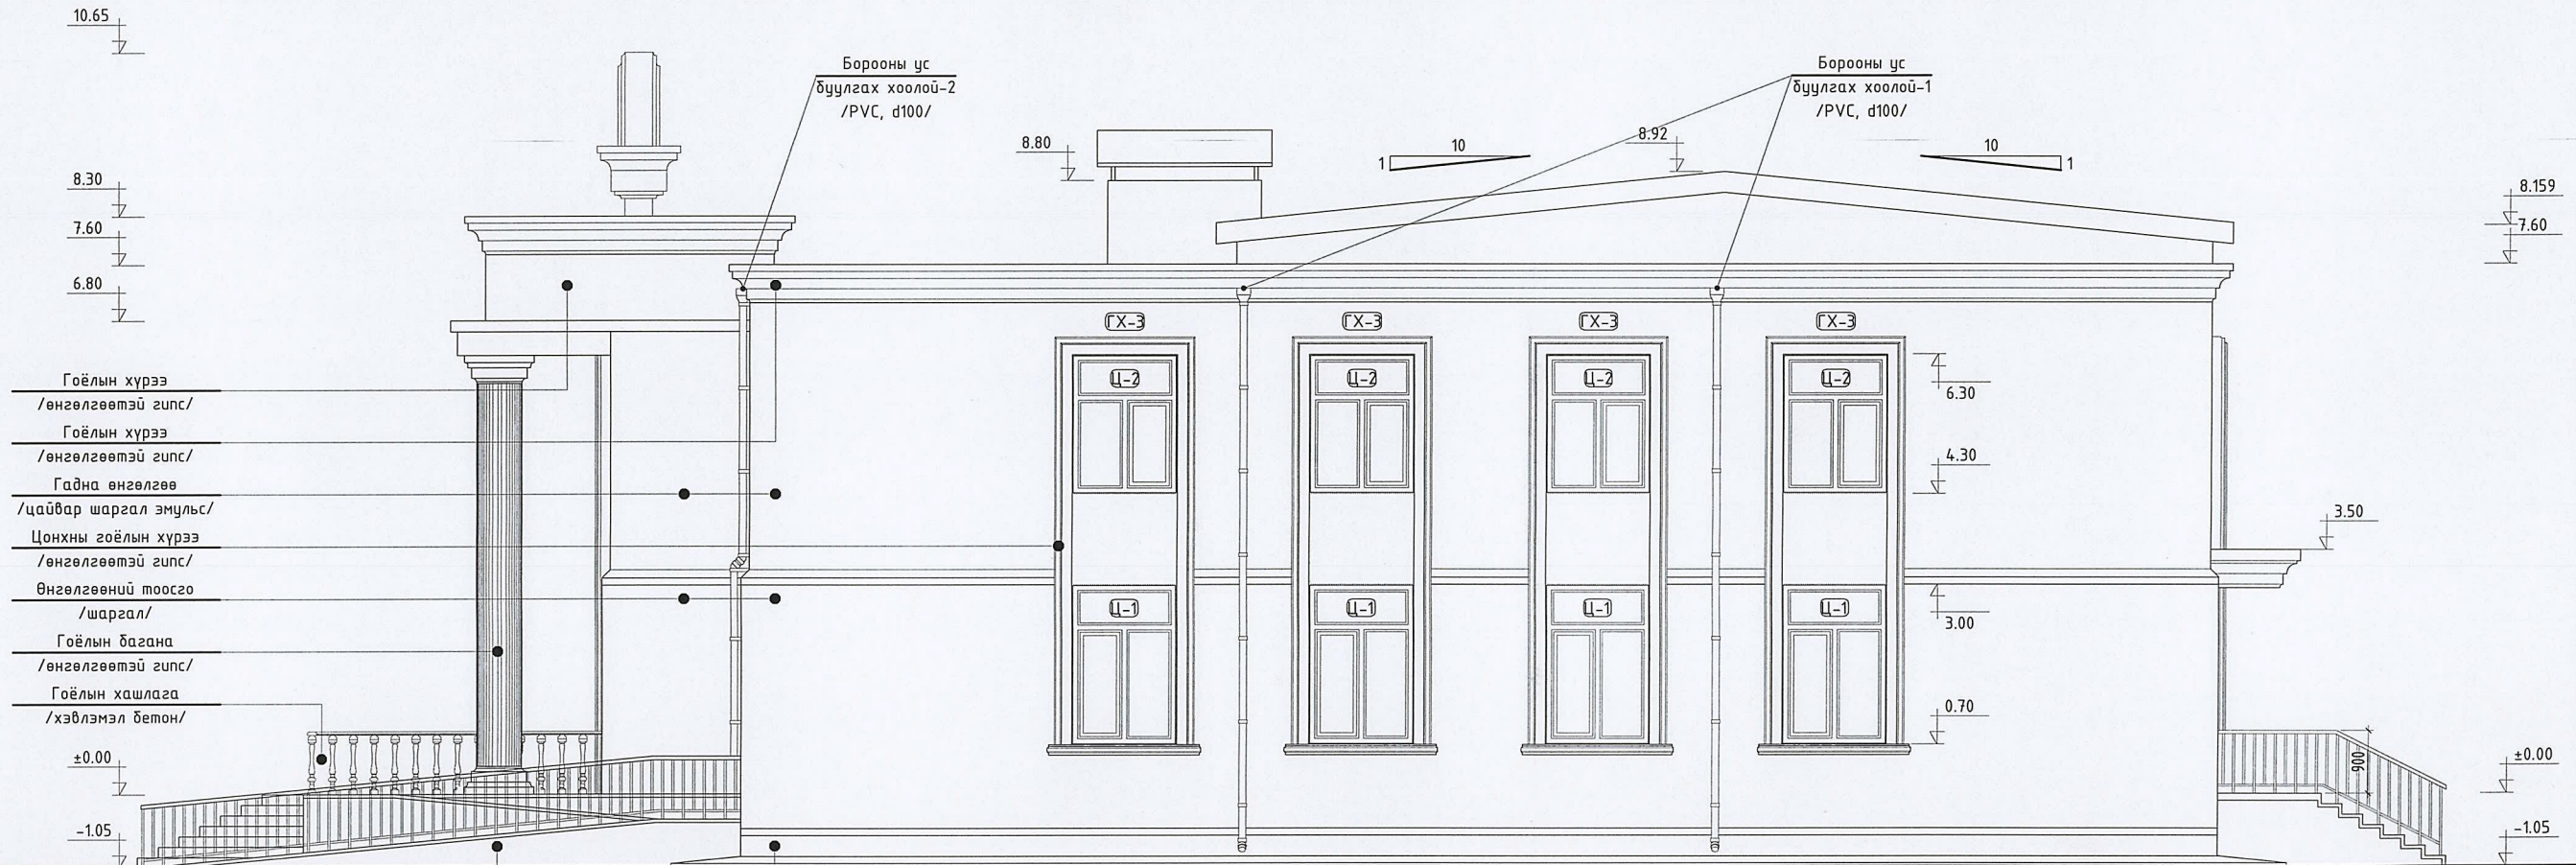 10.65
Борооны ус
буулгах хоолой-2
/PVC, d100/
Борооны ус
буулгах хоолой-1
/PVC, d100/
8.80
1
10
8.92
10
1
8.30
8.159
7.60
7.60
6.80
ГХ-3
ГХ-3
ГХ-3
ГХ-3
Ц-2
Ц-2
Ц-2
Ц-2
6.30
Гоёлын хүрээ
/өнгөлгөөтэй гипс/
Гоёлын хүрээ
/өнгөлгөөтэй гипс/
4.30
Гадна өнгөлгөө
/цайвар шаргал эмульс/
3.50
Цонхны гоёлын хүрээ
/өнгөлгөөтэй гипс/
Өнгөлгөөний тоосго
/шаргал/
Ц-1
Ц-1
Ц-1
Ц-1
3.00
Гоёлын багана
/өнгөлгөөтэй гипс/
Гоёлын хашлага
/хэвлэмэл бетон/
0.70
±0.00
900
±0.00
-1.05
-1.05